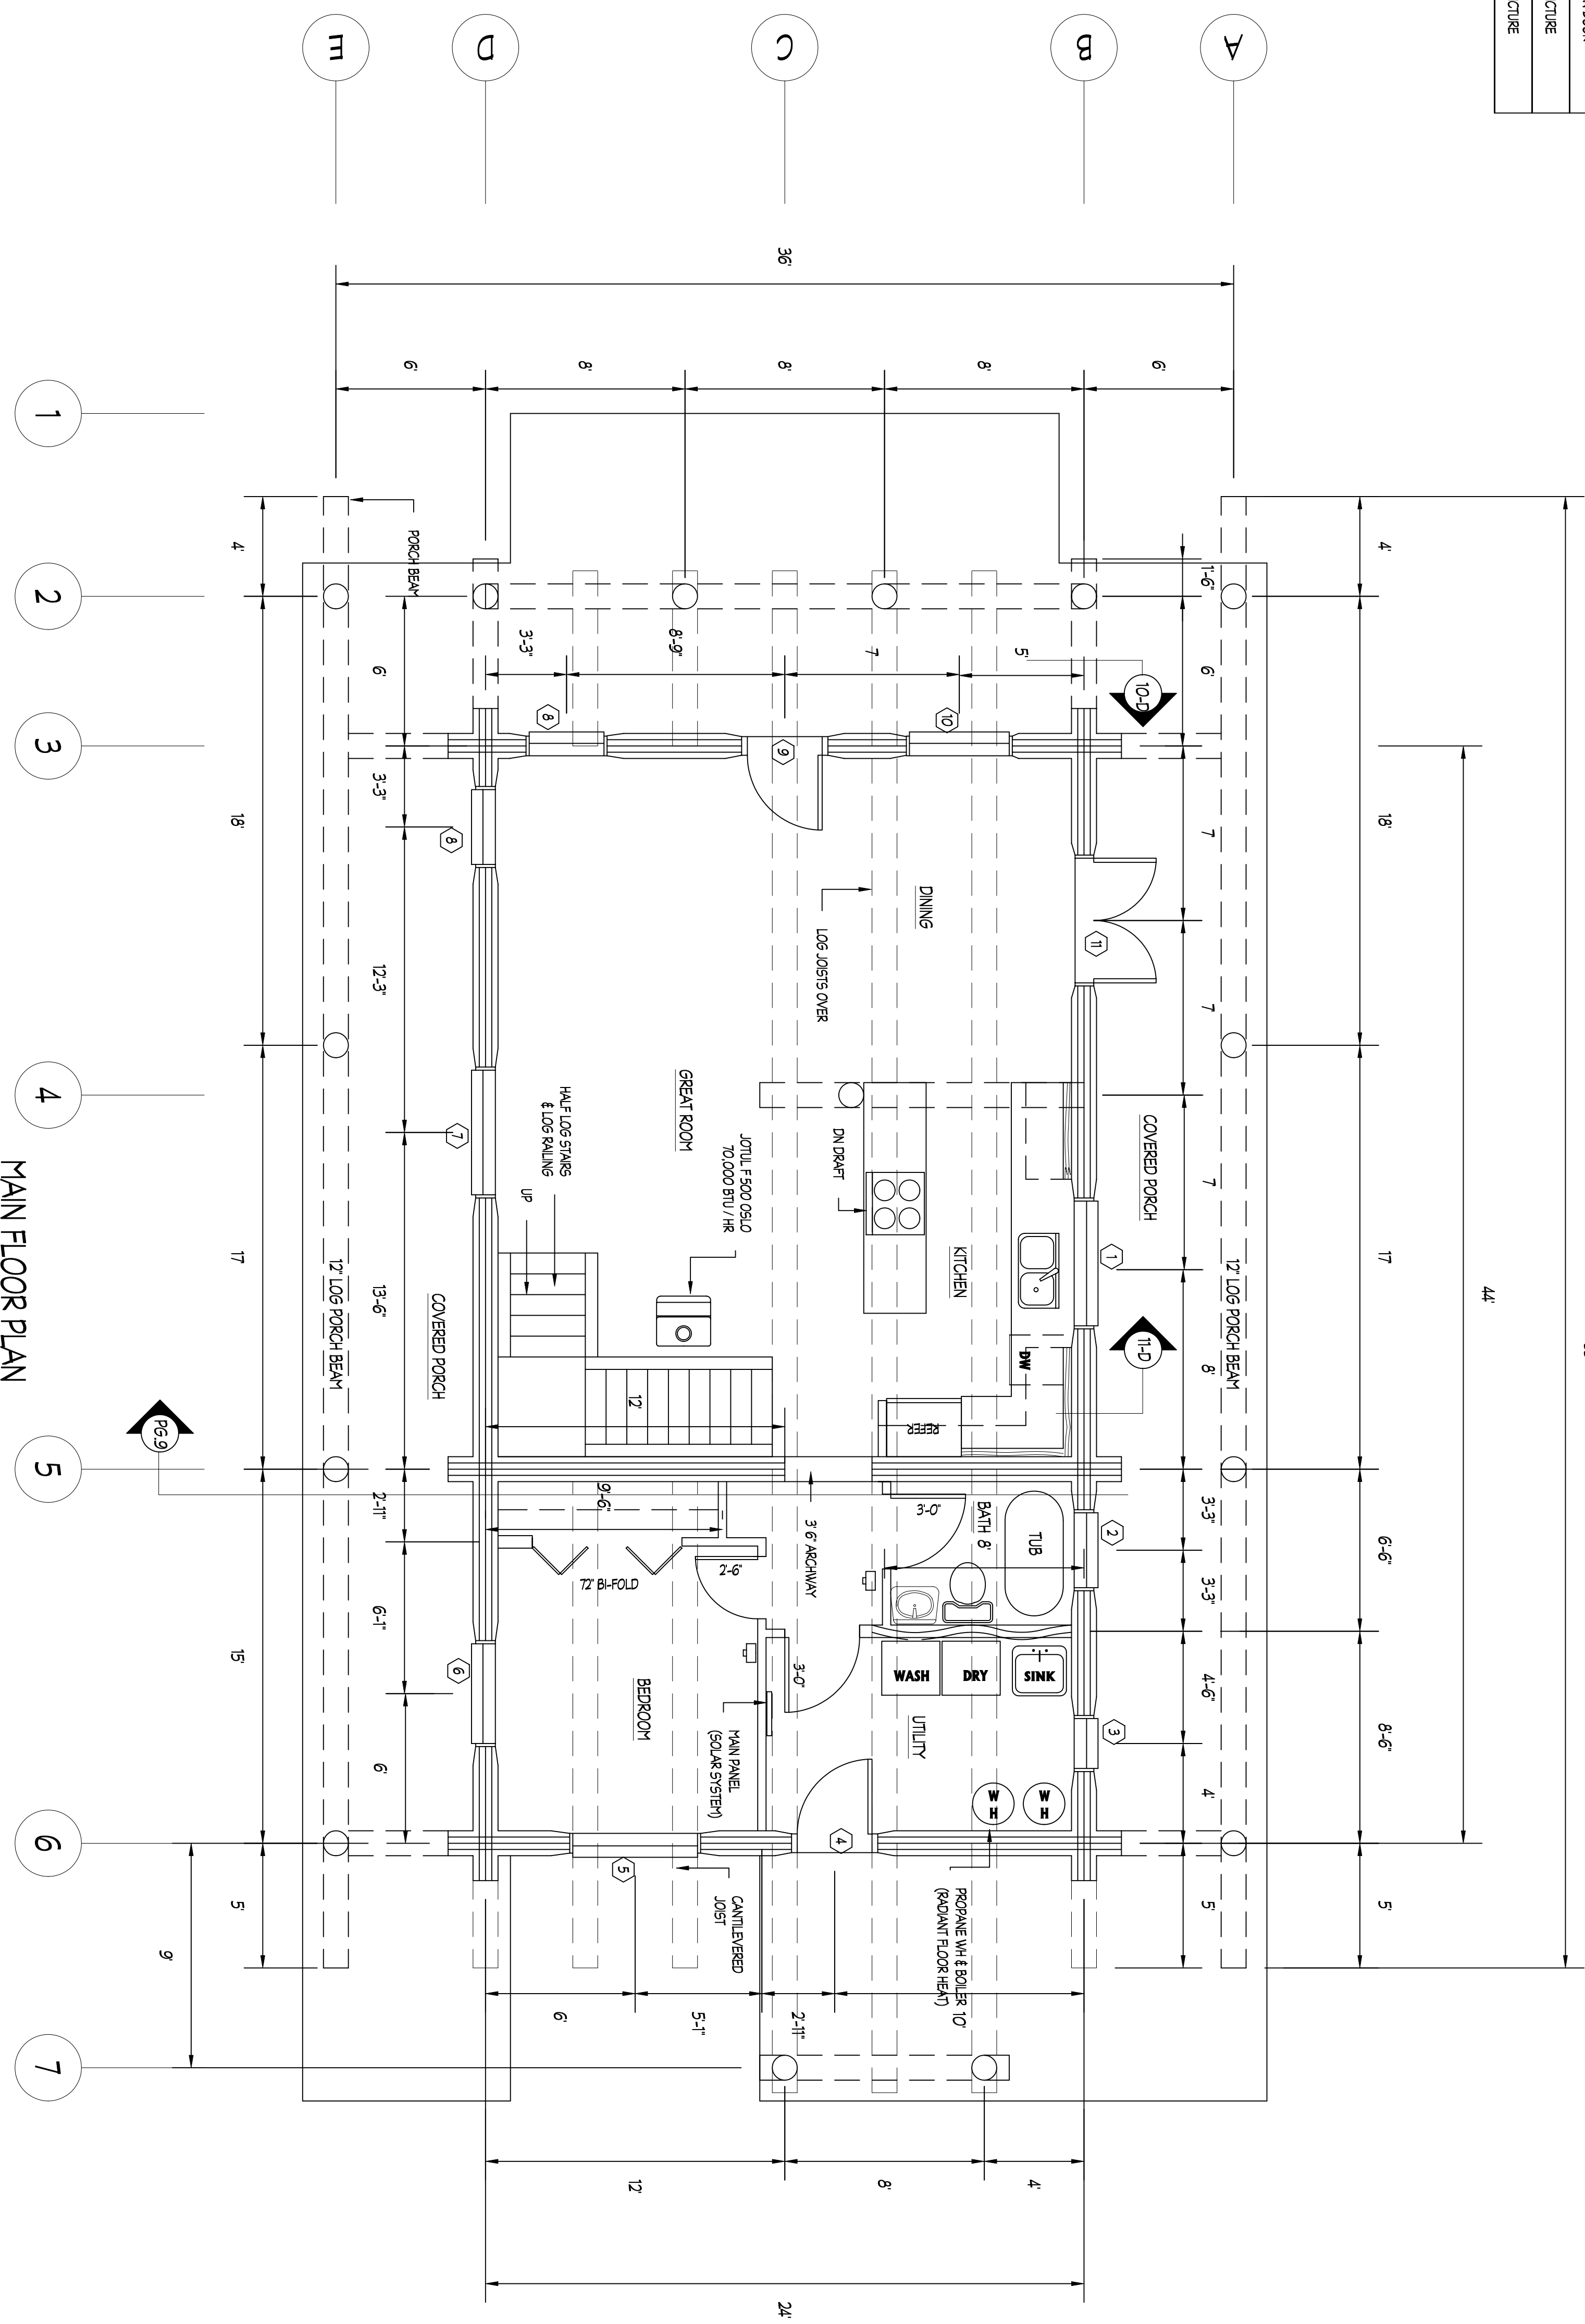 CTURE
CTURE
A
B
C
D
E
36'
6'
8'
8'
8'
6'
1
2
3
4
5
6
7
44'
4'
18'
17'
6'-6"
8'-6"
5'
1'-6"
6'
7'
7'
7'
8'
3'-3"
3'-3"
4'-6"
4'
5'
12" LOG PORCH BEAM
COVERED PORCH
10-D
11-D
11
1
2
3
5'
7'
8'-9"
3'-3"
10
9
8
DINING
LOG JOISTS OVER
KITCHEN
DN DRAFT
DW
REFER
GREAT ROOM
JOTUL F 500 OSLO
70,000 BTU / HR
HALF LOG STAIRS
& LOG RAILING
UP
12'
3' 6" ARCHWAY
BATH 8'
TUB
3'-0"
9'-6"
72" BI-FOLD
2'-6"
WASH
DRY
SINK
UTILITY
3'-0"
W
H
W
H
BEDROOM
MAIN PANEL
(SOLAR SYSTEM)
4
5
PROPANE WH & BOILER 10'
(RADIANT FLOOR HEAT)
CANTILEVERED
JOIST
2'-11"
5'-1"
6'
4'
8'
12'
24'
8
7
6
6'
3'-3"
12'-3"
13'-6"
2'-11"
6'-1"
6'
COVERED PORCH
PORCH BEAM
12" LOG PORCH BEAM
4'
18'
17'
15'
5'
9'
PG.9
MAIN FLOOR PLAN